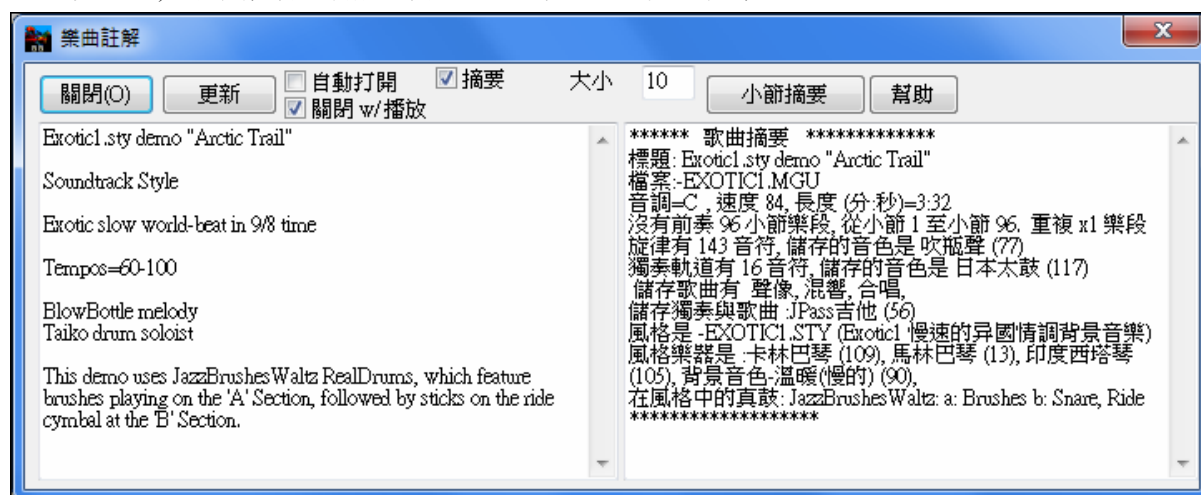 樂曲註解
關閉(O) 更新 自動打開 摘要 大小 10 小節摘要 幫助
關閉 w/播放
Exotic1.sty demo "Arctic Trail"
Soundtrack Style
Exotic slow world-beat in 9/8 time
Tempos=60-100
BlowBottle melody
Taiko drum soloist
This demo uses JazzBrushesWaltz RealDrums, which feature
brushes playing on the 'A' Section, followed by sticks on the ride
cymbal at the 'B' Section.
****** 歌曲摘要 *************
標題: Exotic1.sty demo "Arctic Trail"
檔案:-EXOTIC1.MGU
音調=C , 速度 84, 長度 (分:秒)=3:32
沒有前奏 96 小節樂段, 從小節 1 至小節 96. 重複 x1 樂段
旋律有 143 音符, 儲存的音色是 吹瓶聲 (77)
獨奏軌道有 16 音符, 儲存的音色是 日本太鼓 (117)
儲存歌曲有 聲像, 混響, 合唱,
儲存獨奏與歌曲 :JPass吉他 (56)
風格是 -EXOTIC1.STY (Exotic1 慢速的异國情調背景音樂)
風格樂器是 :卡林巴琴 (109), 馬林巴琴 (13), 印度西塔琴
(105), 背景音色-溫暖(慢的) (90),
在風格中的真鼓: JazzBrushesWaltz: a: Brushes b: Snare, Ride
*******************